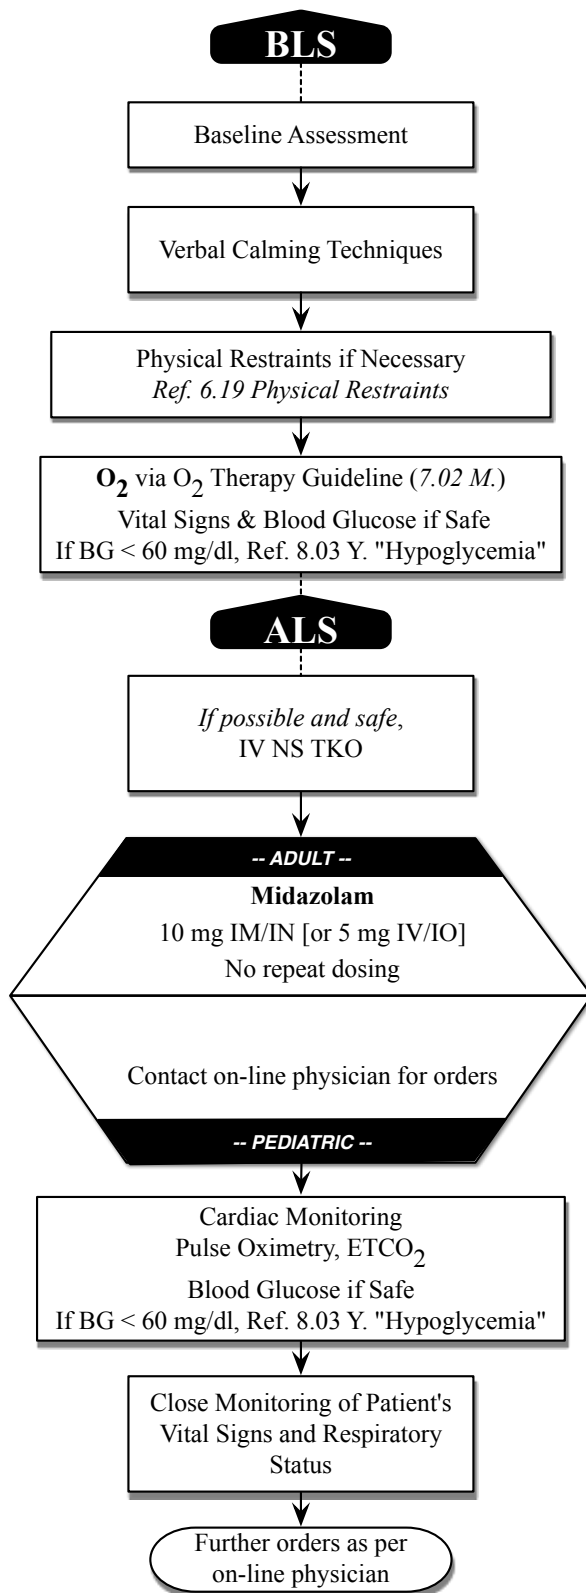 BLS
Baseline Assessment
Verbal Calming Techniques
Physical Restraints if Necessary
Ref. 6.19 Physical Restraints
O2 via O2 Therapy Guideline (7.02 M.)
Vital Signs & Blood Glucose if Safe
If BG < 60 mg/dl, Ref. 8.03 Y. "Hypoglycemia"
ALS
If possible and safe,
IV NS TKO
-- ADULT --
Midazolam
10 mg IM/IN [or 5 mg IV/IO]
No repeat dosing
Contact on-line physician for orders
-- PEDIATRIC --
Cardiac Monitoring
Pulse Oximetry, ETCO2
Blood Glucose if Safe
If BG < 60 mg/dl, Ref. 8.03 Y. "Hypoglycemia"
Close Monitoring of Patient's
Vital Signs and Respiratory
Status
Further orders as per
on-line physician